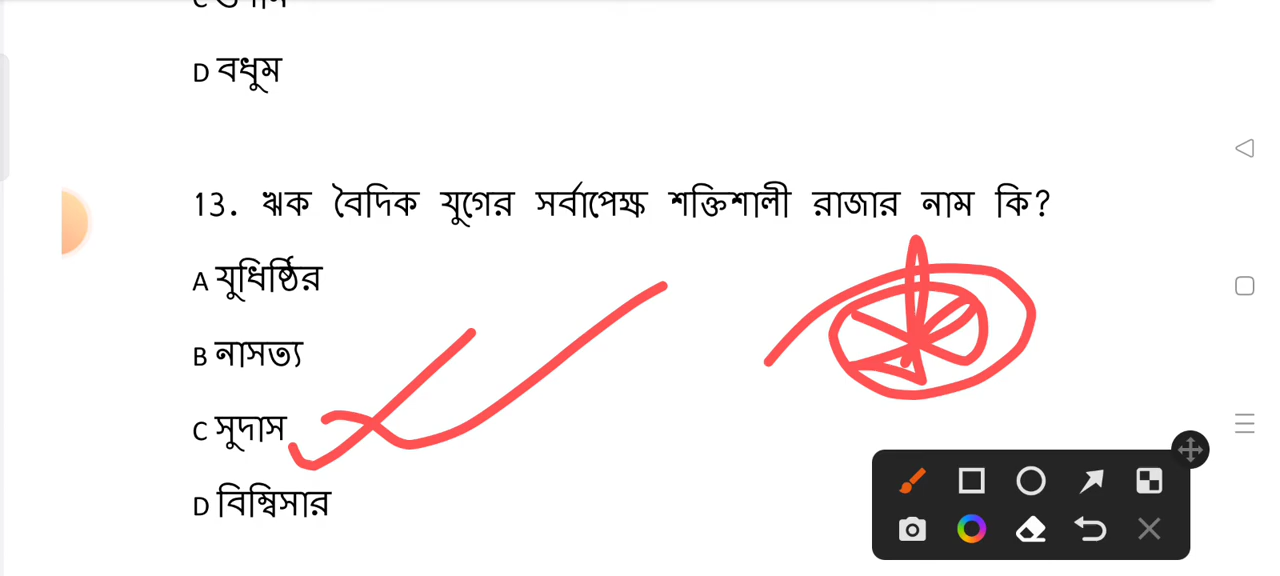 D বধুম
13. ঋক বৈদিক যুগের সর্বাপেক্ষ শক্তিশালী রাজার নাম কি?
A যুধিষ্ঠির
B নাসত্য
C সুদাস
D বিম্বিসার